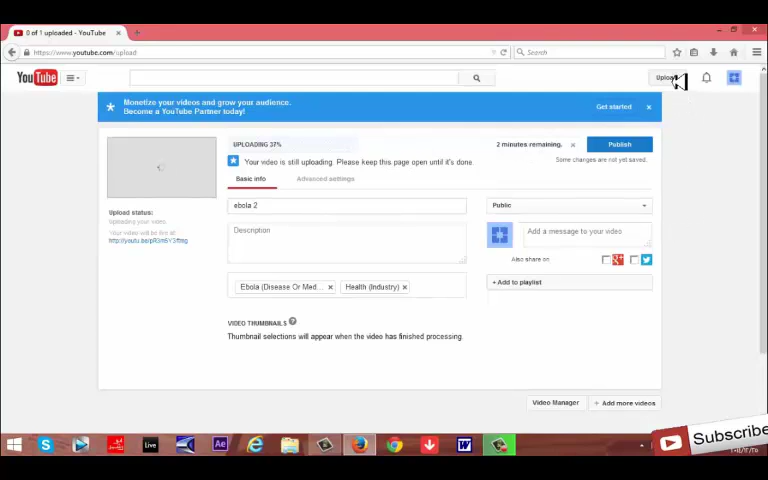 0 of 1 uploaded - YouTube
https://www.youtube.com/upload
Search
YouTube
Upload
Monetize your videos and grow your audience.
Become a YouTube Partner today!
Get started
UPLOADING 37%
2 minutes remaining.
Publish
Your video is still uploading. Please keep this page open until it's done.
Some changes are not yet saved.
Basic info
Advanced settings
Upload status:
Uploading your video.
Your video will be live at:
ebola 2
Public
Description
Add a message to your video
Also share on
Ebola (Disease Or Med...
Health (Industry)
+ Add to playlist
VIDEO THUMBNAILS
Thumbnail selections will appear when the video has finished processing.
Video Manager
+ Add more videos
Live
Ae
Subscribe